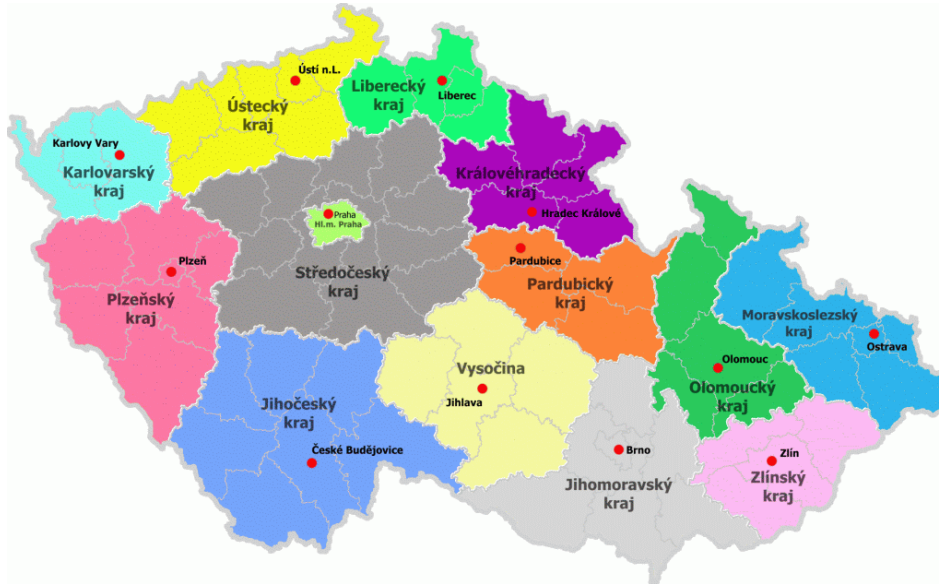 Ústí n.L.
Ústecký
kraj
Liberecký
kraj
Liberec
Karlovy Vary
Karlovarský
kraj
Královéhradecký
kraj
Hradec Králové
Praha
Hl.m. Praha
Středočeský
kraj
Plzeň
Plzeňský
kraj
Pardubice
Pardubický
kraj
Moravskoslezský
kraj
Ostrava
Olomouc
Olomoucký
kraj
Vysočina
Jihlava
Jihočeský
kraj
České Budějovice
Brno
Jihomoravský
kraj
Zlín
Zlínský
kraj